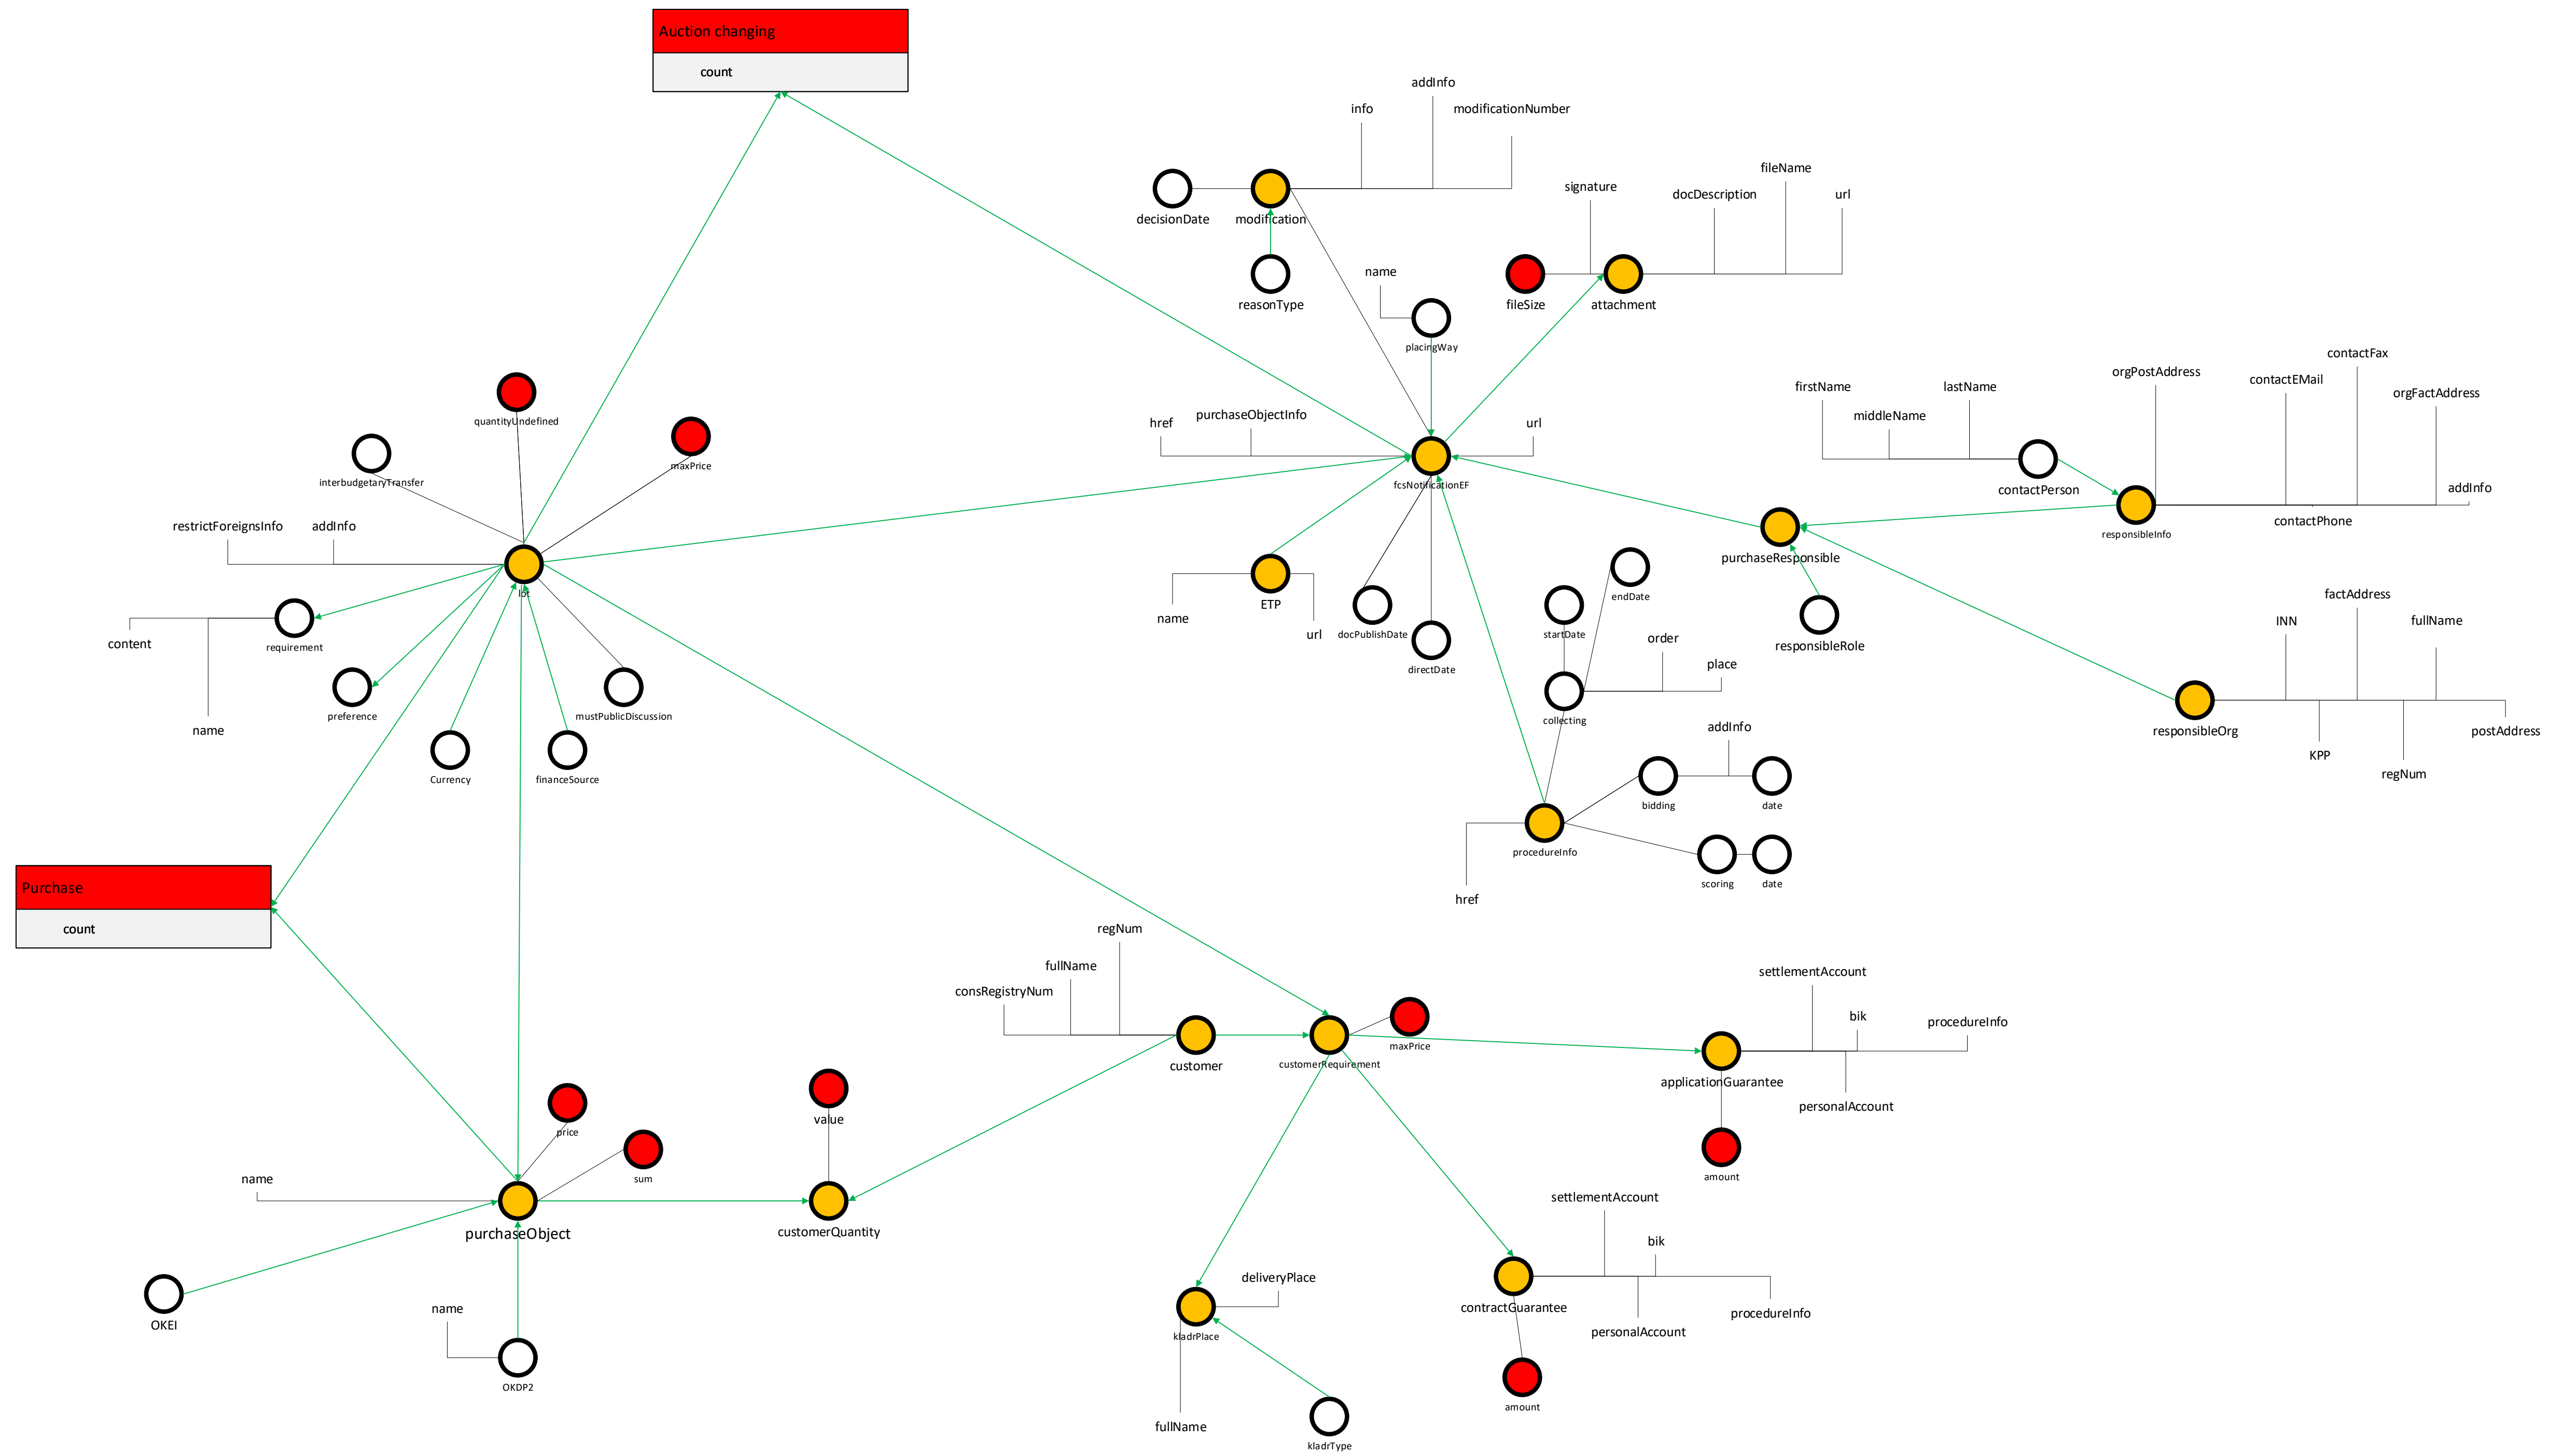 Auction changing
count
addInfo
info
modificationNumber
fileName
signature
docDescription
url
decisionDate
modification
name
reasonType
fileSize
attachment
placingWay
contactFax
orgPostAddress
contactEMail
firstName
lastName
orgFactAddress
middleName
quantityUndefined
href
purchaseObjectInfo
url
maxPrice
interbudgetaryTransfer
fcsNotificationEF
contactPerson
addInfo
restrictForeignsInfo
addInfo
contactPhone
responsibleInfo
purchaseResponsible
lot
endDate
factAddress
ETP
name
url
docPublishDate
startDate
INN
fullName
order
content
requirement
directDate
responsibleRole
place
preference
mustPublicDiscussion
collecting
name
addInfo
responsibleOrg
postAddress
KPP
regNum
Currency
financeSource
bidding
date
procedureInfo
scoring
date
href
Purchase
count
regNum
fullName
consRegistryNum
settlementAccount
bik
procedureInfo
maxPrice
customer
customerRequirement
applicationGuarantee
personalAccount
value
price
amount
sum
name
settlementAccount
purchaseObject
customerQuantity
bik
deliveryPlace
name
contractGuarantee
procedureInfo
OKEI
personalAccount
kladrPlace
OKDP2
amount
fullName
kladrType